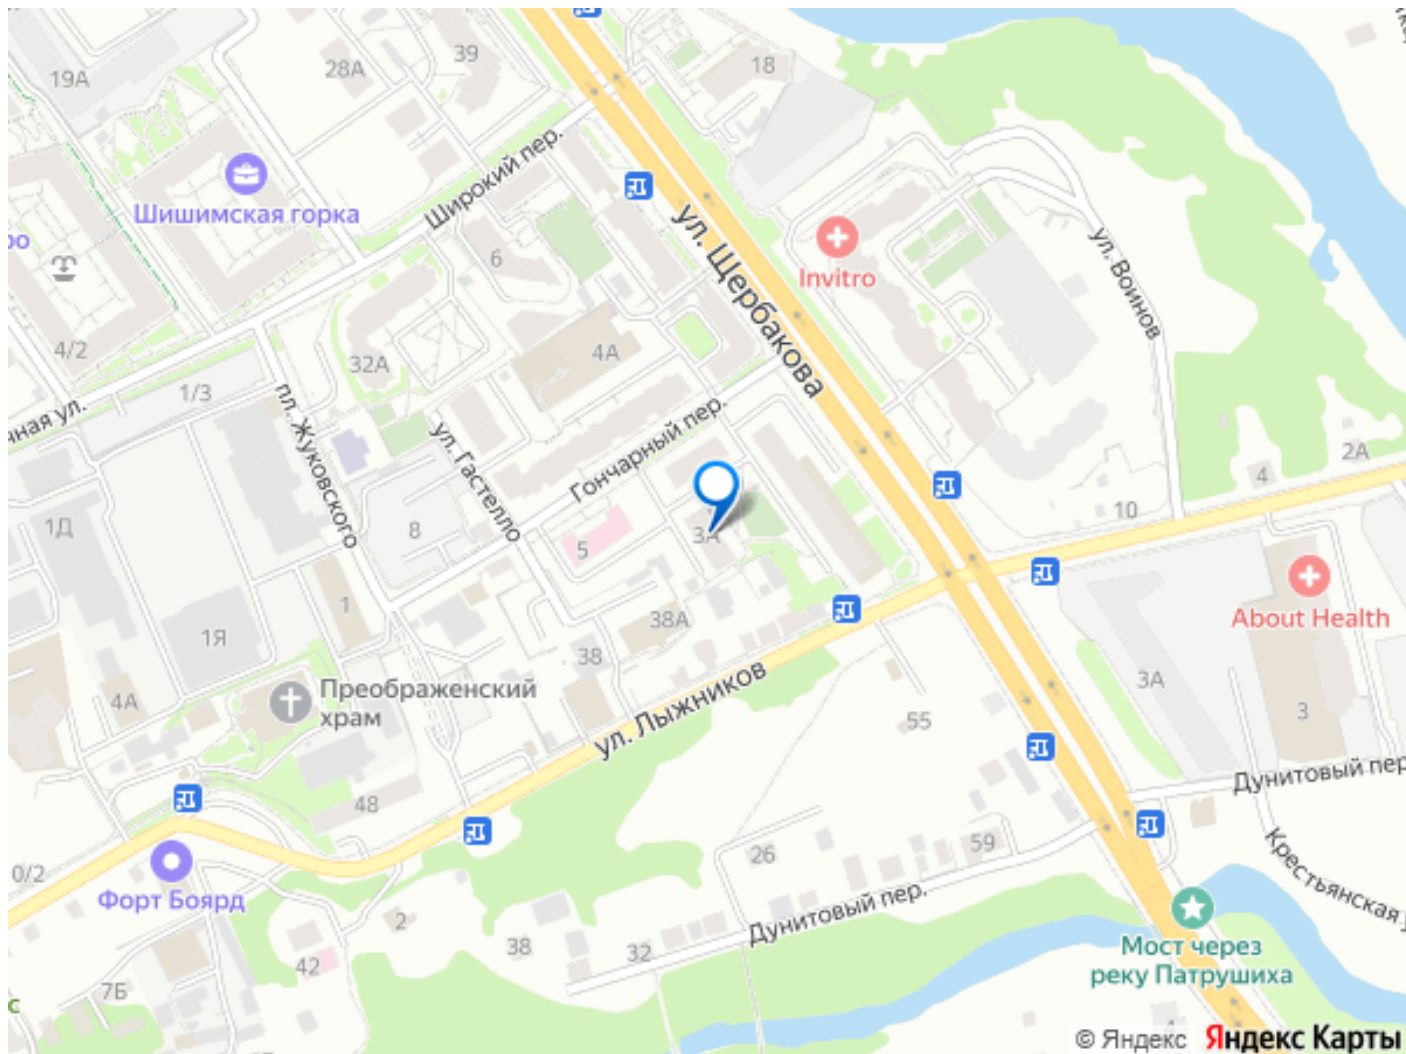 39
18
28А
19А
Широкий пер.
Шишимская горка
ул. Щербакова
Invitro
ул. Воинов
6
4/2
32А
4А
1/3
пл. Жуковского
ул. Гастелло
Гончарный пер.
2А
4
10
1Д
8
5
3А
1
1Я
38А
38
About Health
4А
Преображенский
храм
ул. Лыжников
55
3А
3
Дунитовый пер
48
0/2
Форт Боярд
2
26
59
Крестьянская
Дунитовый пер.
38
32
42
7Б
Мост через
реку Патрушиха
© Яндекс Яндекс Карты